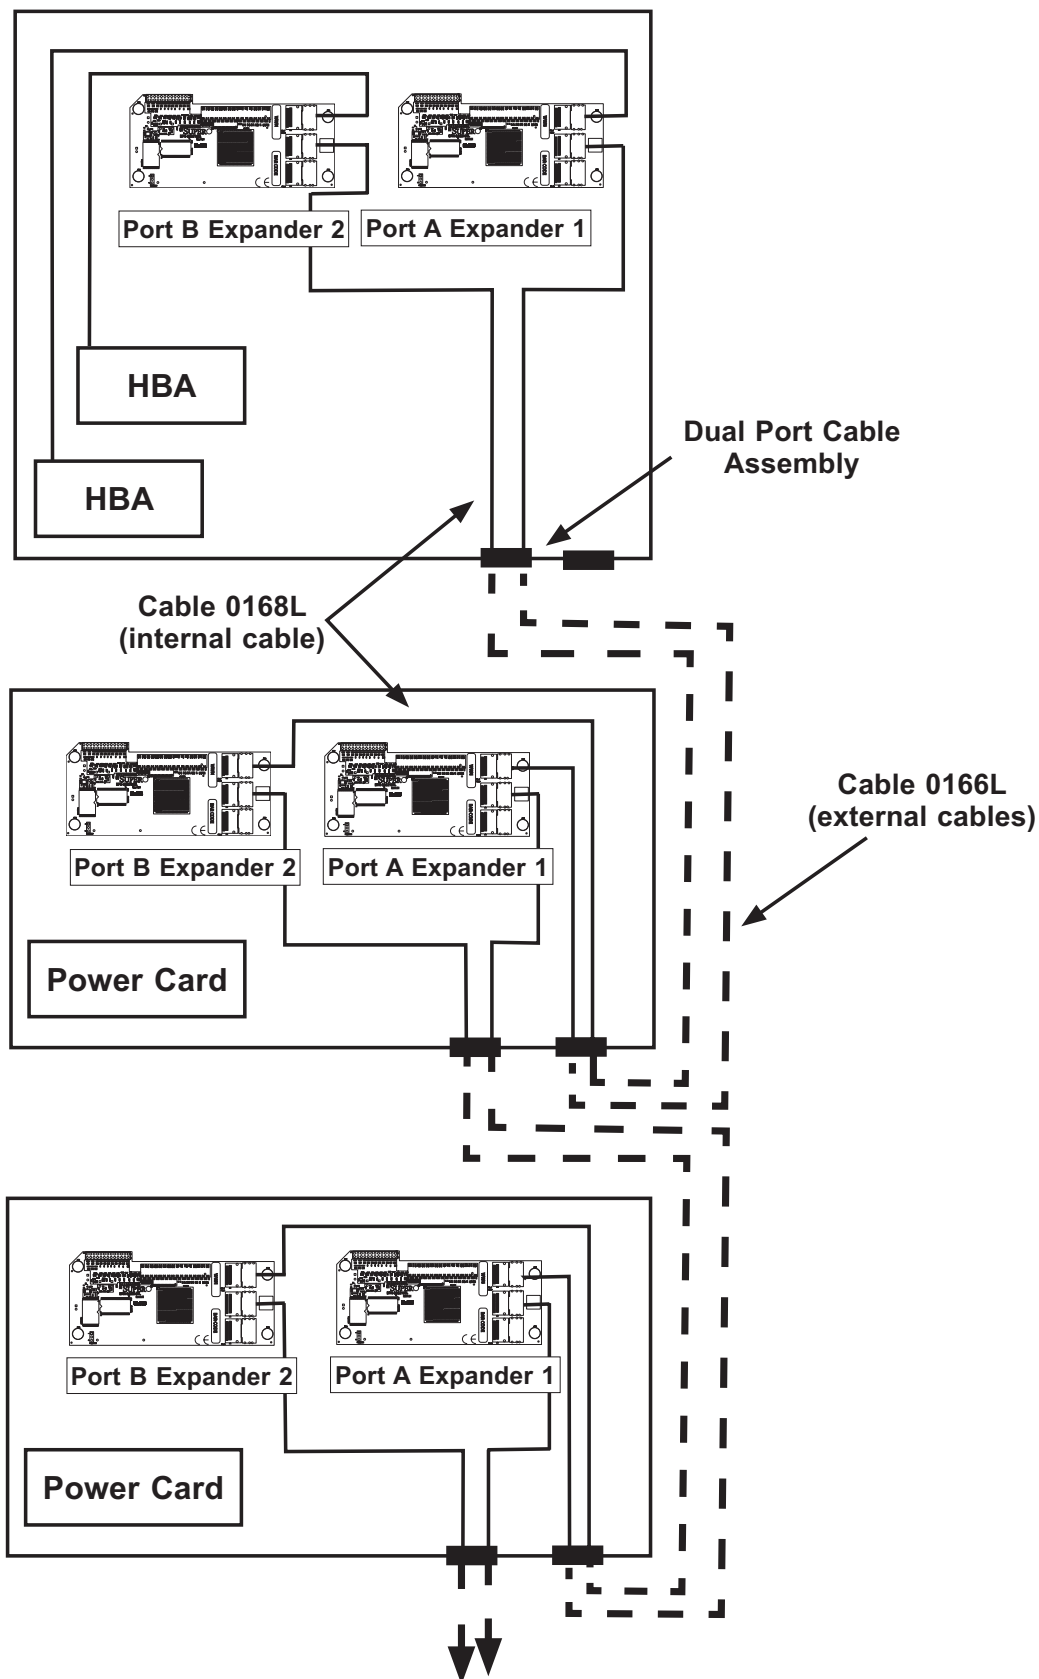 Port B Expander 2
Port A Expander 1
HBA
HBA
Dual Port Cable
Assembly
Cable 0168L
(internal cable)
Cable 0166L
(external cables)
Port B Expander 2
Port A Expander 1
Power Card
Port B Expander 2
Port A Expander 1
Power Card